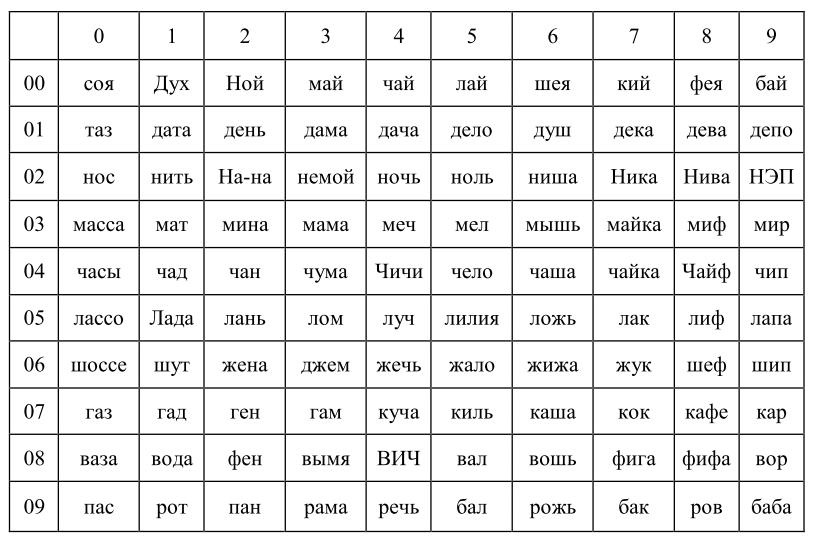 0 1 2 3 4 5 6 7 8 9
00 соя Дух Ной май чай лай шея кий фея бай
01 таз дата день дама дача дело душ дека дева депо
02 нос нить На-на немой ночь ноль ниша Ника Нива НЭП
03 масса мат мина мама меч мел мышь майка миф мир
04 часы чад чан чума Чичи чело чаша чайка Чайф чип
05 лассо Лада лань лом луч лилия ложь лак лиф лапа
06 шоссе шут жена джем жечь жало жижа жук шеф шип
07 газ гад ген гам куча киль каша кок кафе кар
08 ваза вода фен вымя ВИЧ вал вошь фига фифа вор
09 пас рот пан рама речь бал рожь бак ров баба